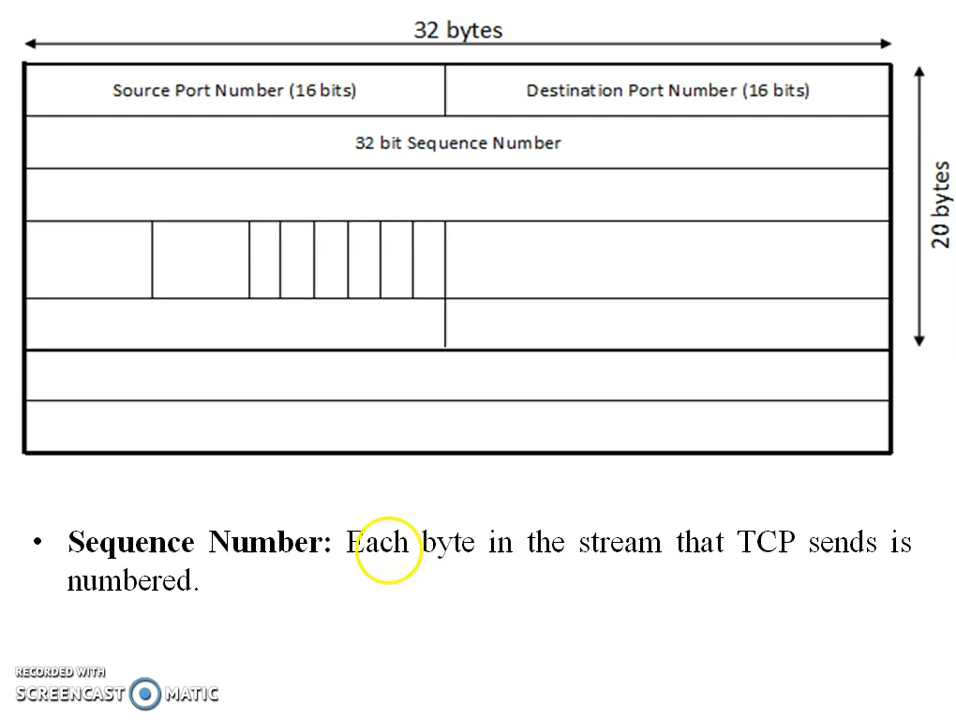 32 bytes
Source Port Number (16 bits)
Destination Port Number (16 bits)
32 bit Sequence Number
20 bytes
• Sequence Number: Each byte in the stream that TCP sends is
numbered.
RECORDED WITH
SCREENCAST MATIC